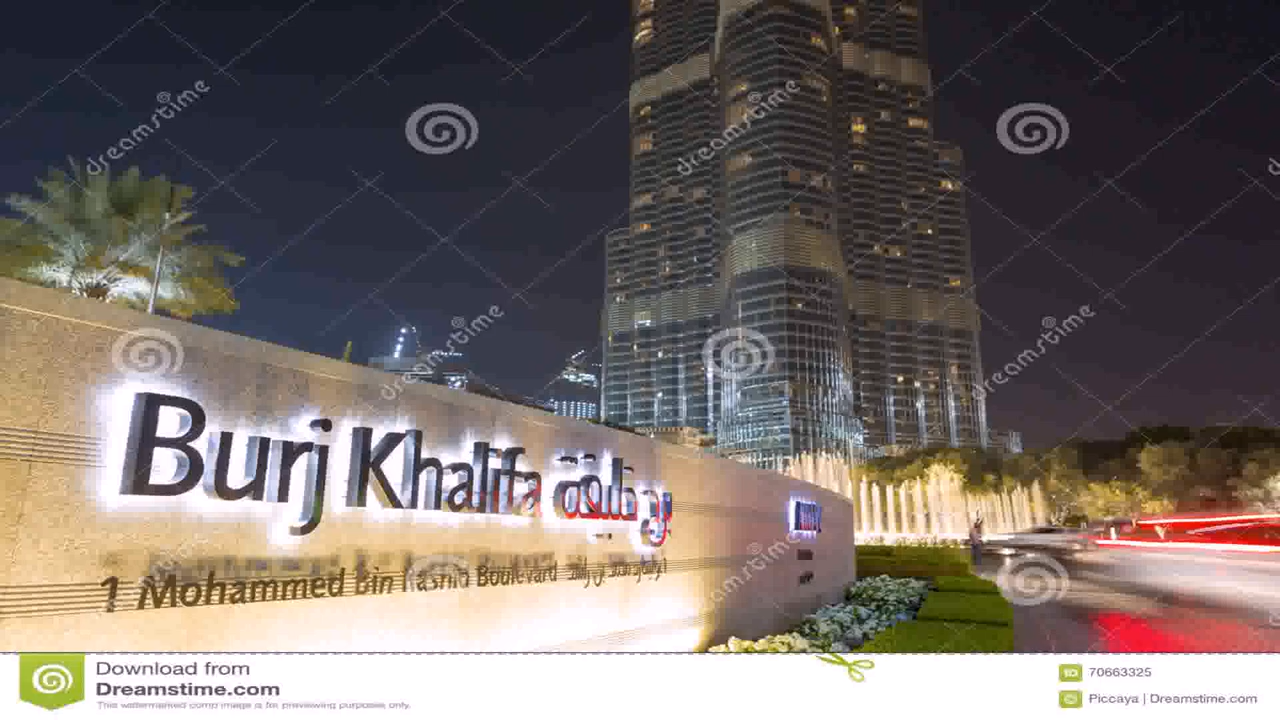 Burj Khalifa برج خليفة
1 Mohammed Bin Rashid Boulevard
dreamstime
Download from
Dreamstime.com
This watermarked comp image is for previewing purposes only.
ID 70663325
Piccaya | Dreamstime.com